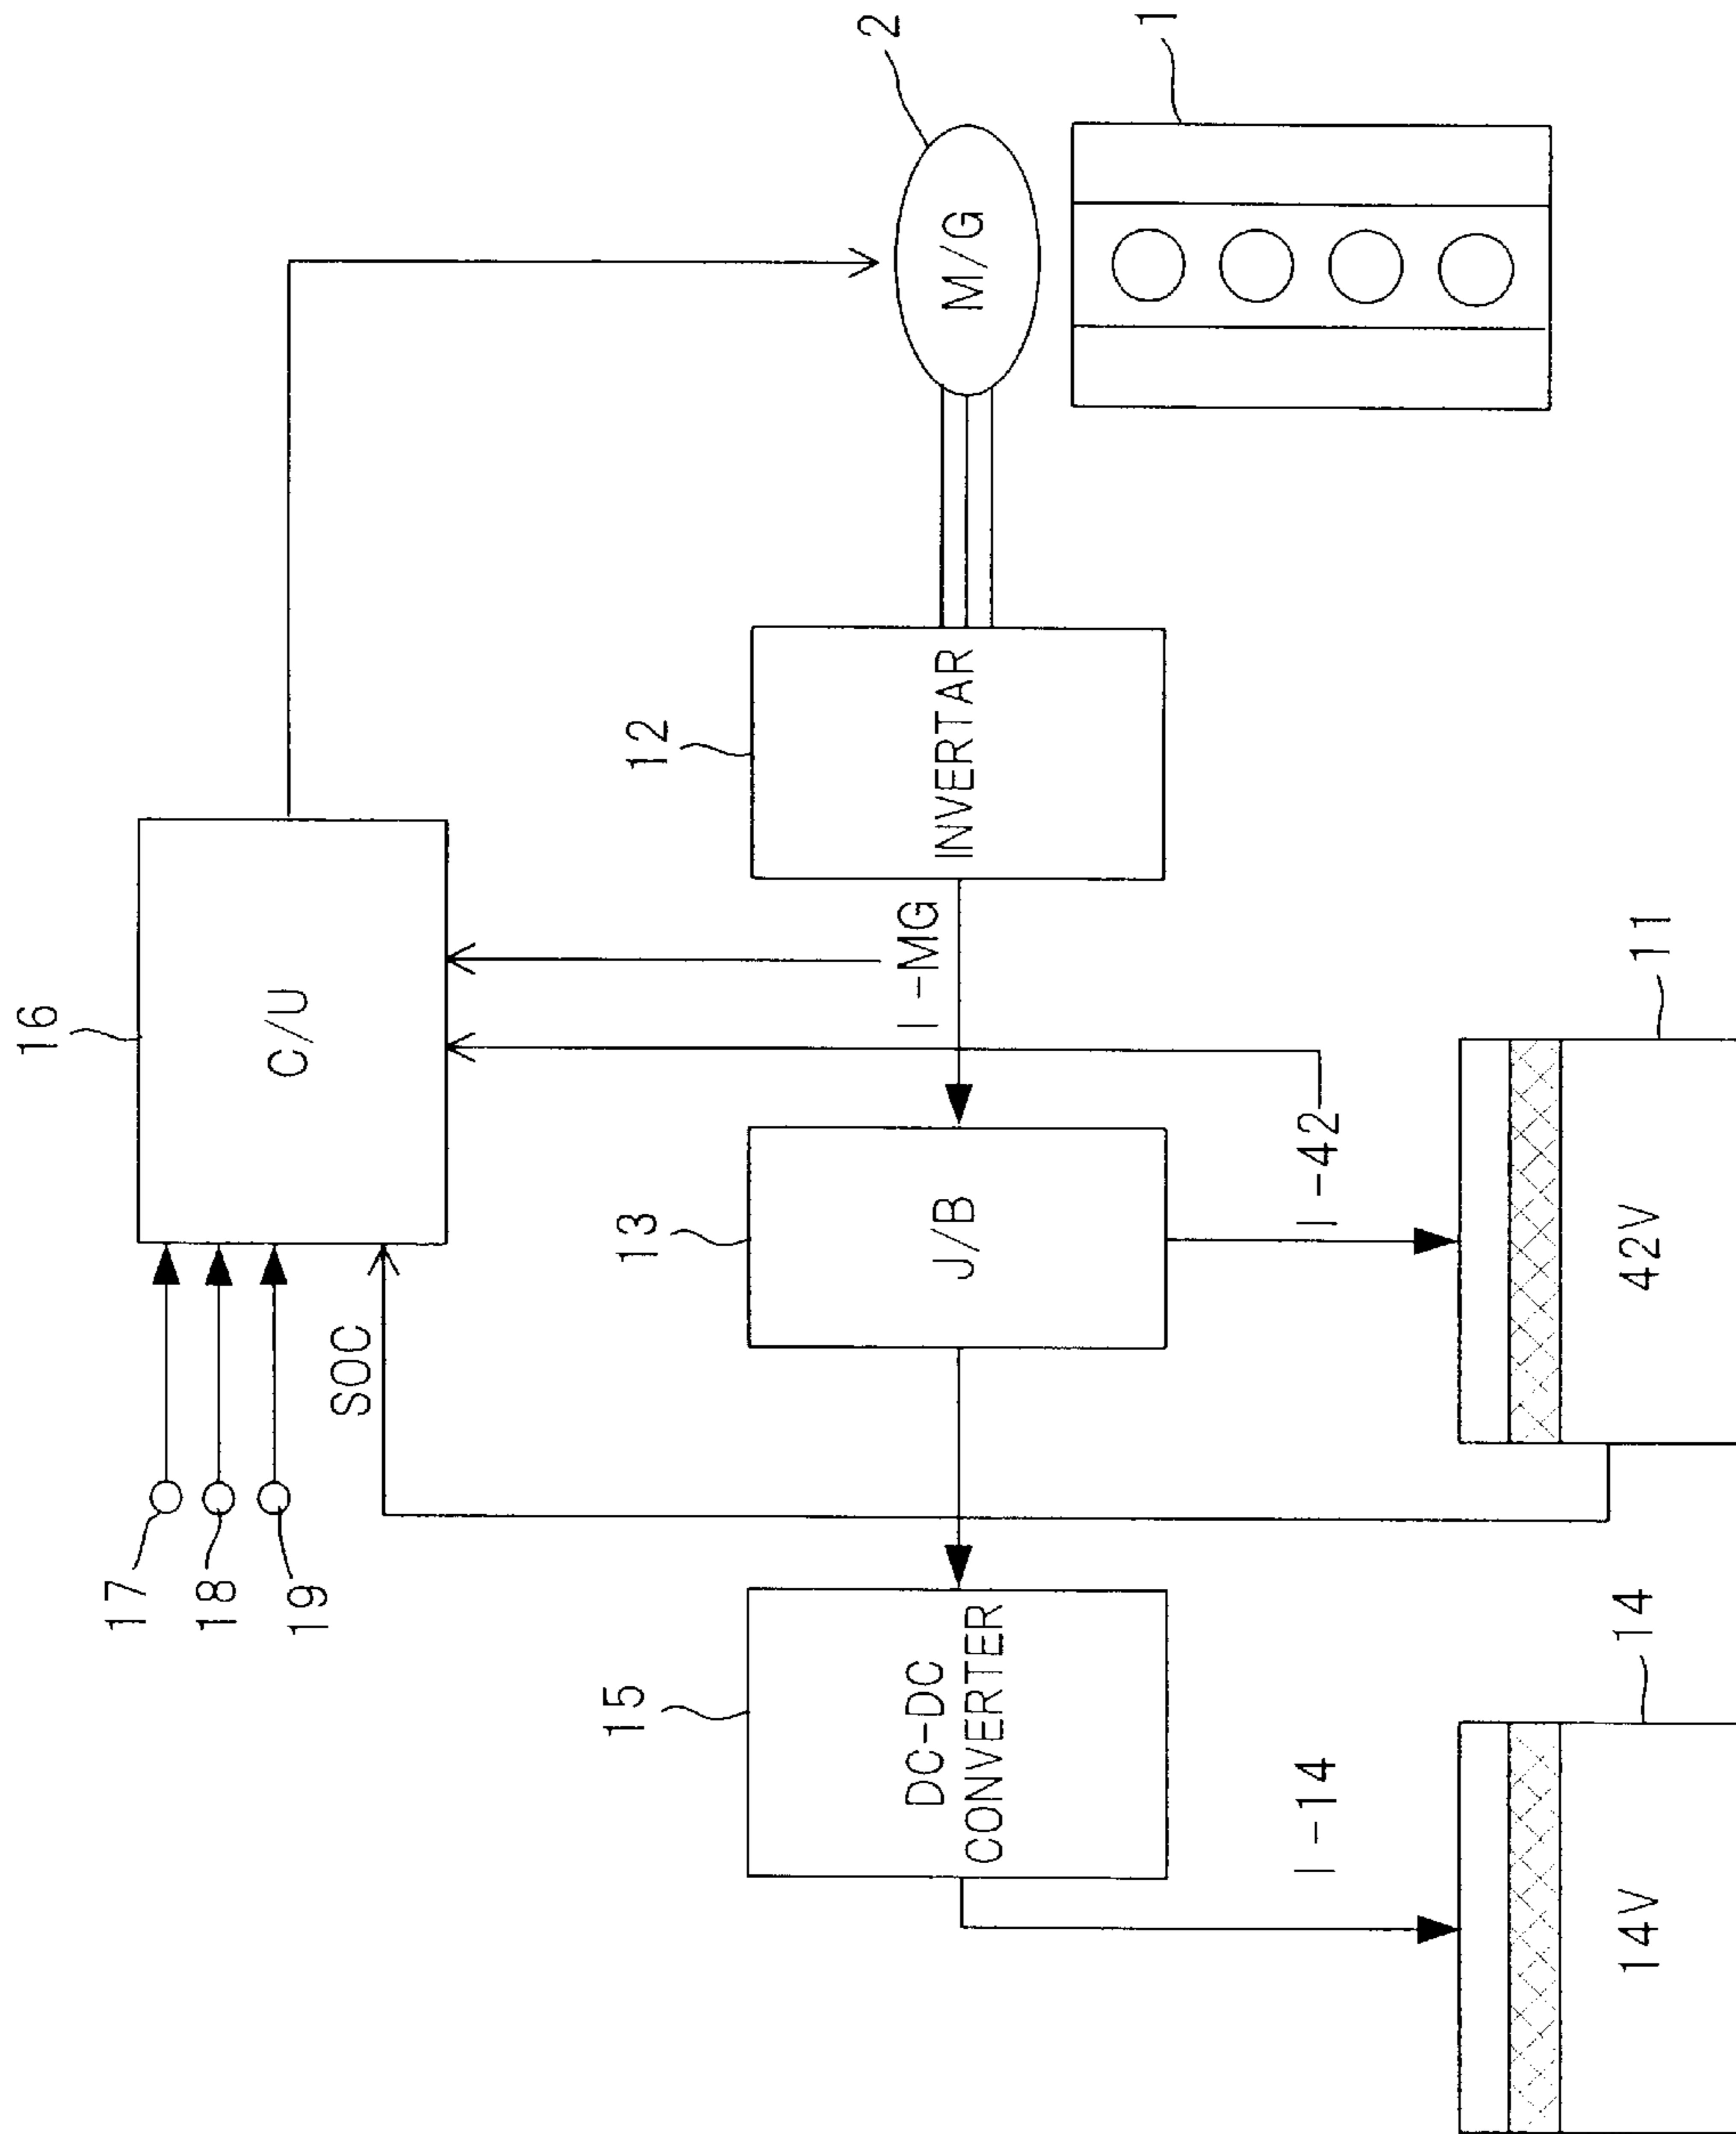 17
18
19
16
C/U
SOC
15
DC-DC
CONVERTER
13
J/B
I-MG
12
INVERTAR
M/G
2
1
I-14
14
14V
I-42
11
42V